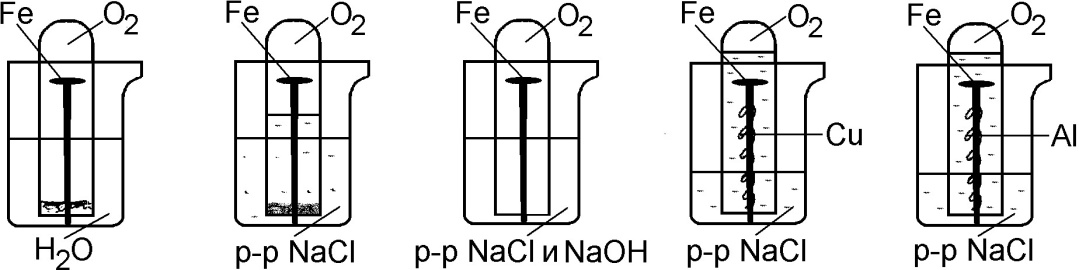 Fe O2 Fe O2 Fe O2 Fe O2 Fe O2
Cu Al
H2O р-р NaCl р-р NaCl и NaOH р-р NaCl р-р NaCl